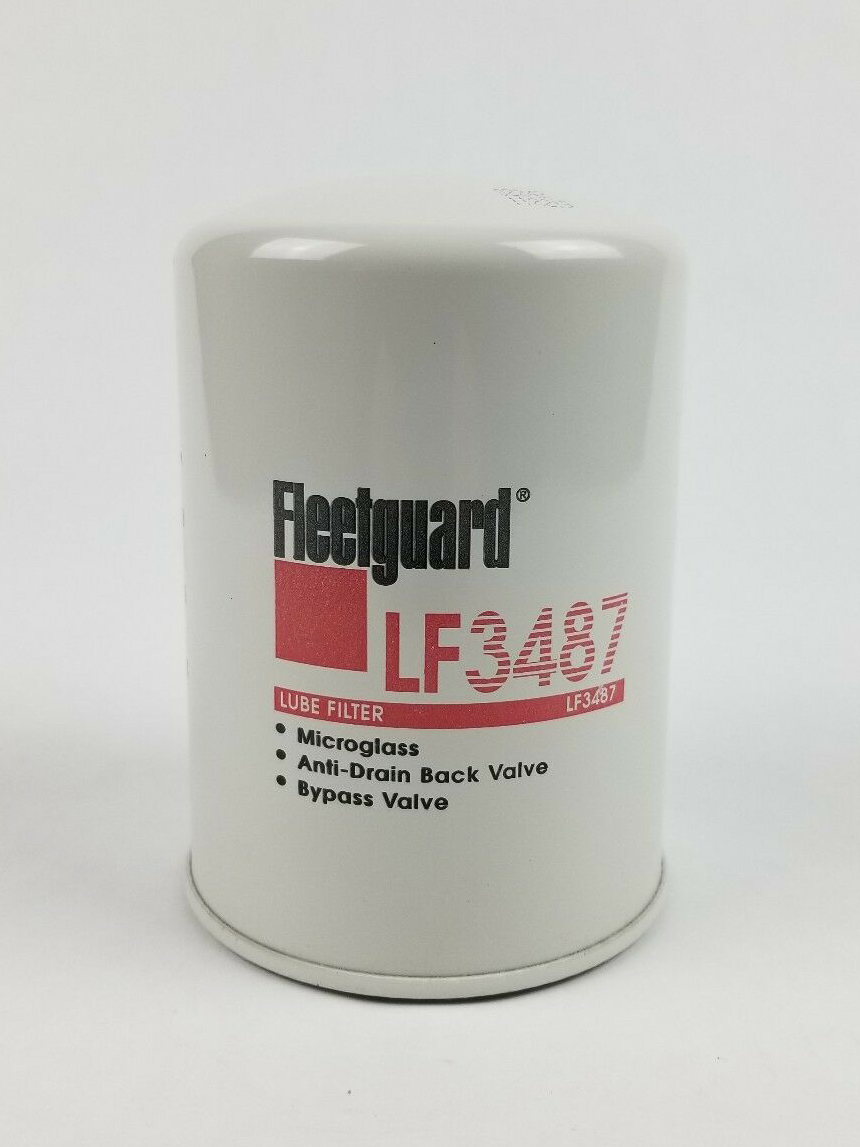 Fleetguard®
LF3487
LUBE FILTER LF3487
• Microglass
• Anti-Drain Back Valve
• Bypass Valve